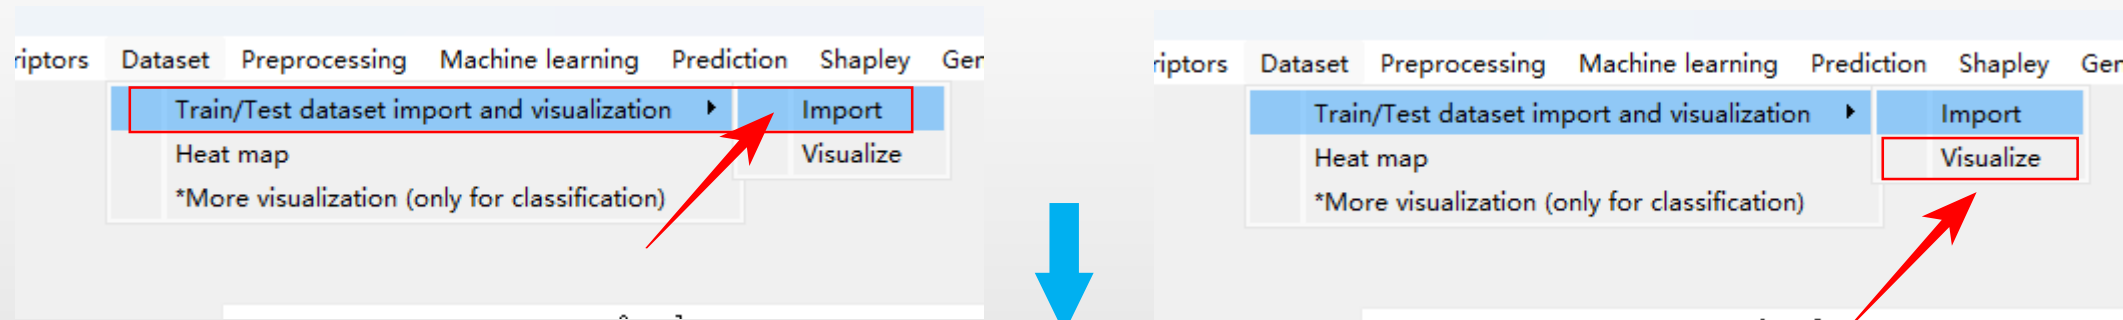 riptors Dataset Preprocessing Machine learning Prediction Shapley Ger
Train/Test dataset import and visualization Import
Heat map Visualize
*More visualization (only for classification)
riptors Dataset Preprocessing Machine learning Prediction Shapley Ger
Train/Test dataset import and visualization Import
Heat map Visualize
*More visualization (only for classification)